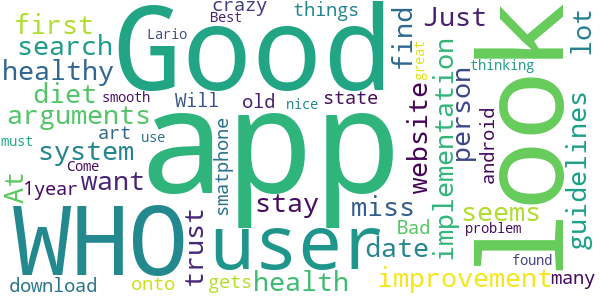 crazy
Best
things
first
Good
Lario
Just
find
lot
search
look
healthy
great
thinking
diet
smooth
Will
old
state
app
person
website
implementation
android
guidelines
arguments
art
use
smatphone
nice
must
system
Come
At
1year
want
stay
miss
seems
WHO
user
trust
Bad
problem
date
found
download
onto
gets
health
improvement
many